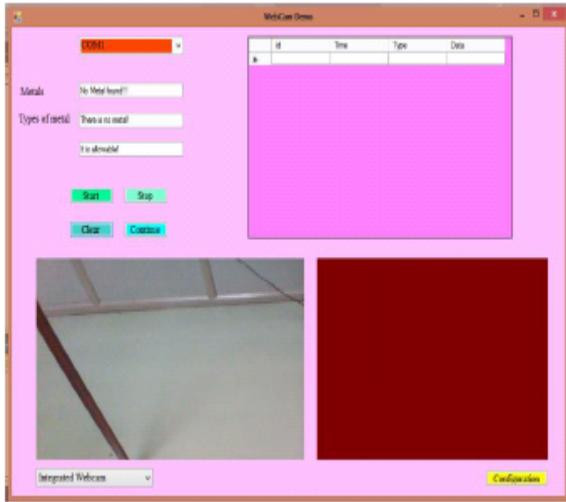 WebCam Demo
COM1
Id Time Type Data
Metals No Metal found!!!
Types of metal There is no metal!
It is allowable!
Start Stop
Clear Continue
Integrated Webcam
Configuration